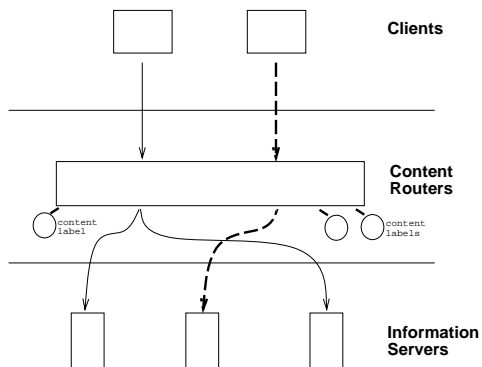 Clients
Content
Routers
content
label
content
labels
Information
Servers